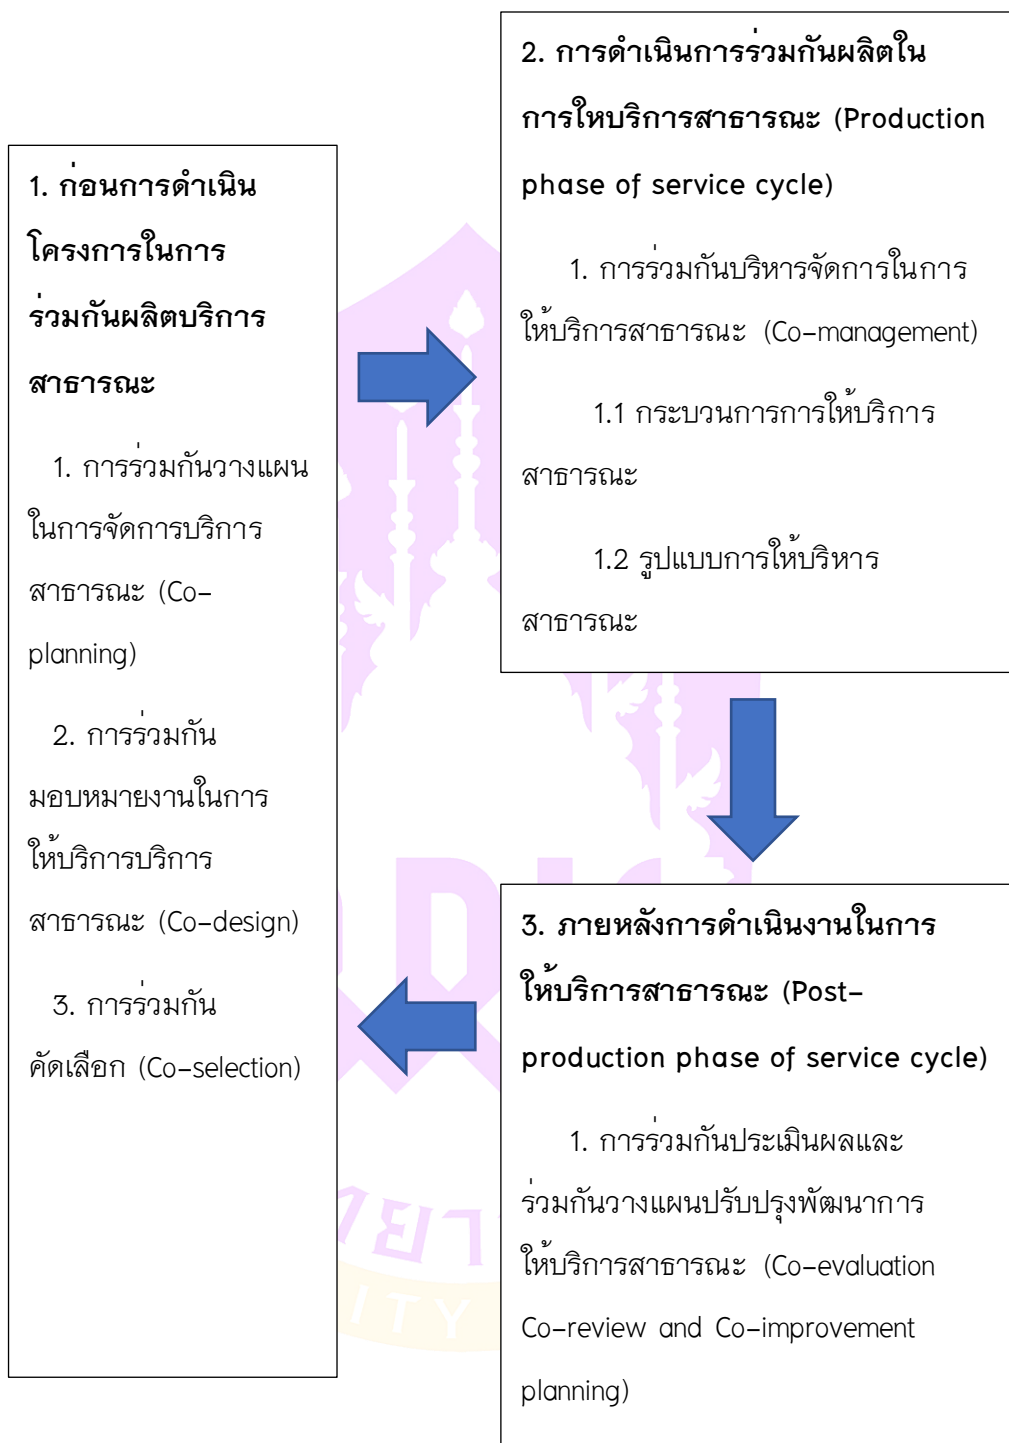 1. ก่อนการดำเนิน
โครงการในการ
ร่วมกันผลิตบริการ
สาธารณะ
1. การร่วมกันวางแผน
ในการจัดการบริการ
สาธารณะ (Co-
planning)
2. การร่วมกัน
มอบหมายงานในการ
ให้บริการบริการ
สาธารณะ (Co-design)
3. การร่วมกัน
คัดเลือก (Co-selection)
2. การดำเนินการร่วมกันผลิตใน
การใหบริการสาธารณะ (Production
phase of service cycle)
1. การร่วมกันบริหารจัดการในการ
ให้บริการสาธารณะ (Co-management)
1.1 กระบวนการการให้บริการ
สาธารณะ
1.2 รูปแบบการให้บริหาร
สาธารณะ
3. ภายหลังการดำเนินงานในการ
ให้บริการสาธารณะ (Post-
production phase of service cycle)
1. การร่วมกันประเมินผลและ
ร่วมกันวางแผนปรับปรุงพัฒนาการ
ให้บริการสาธารณะ (Co-evaluation
Co-review and Co-improvement
planning)